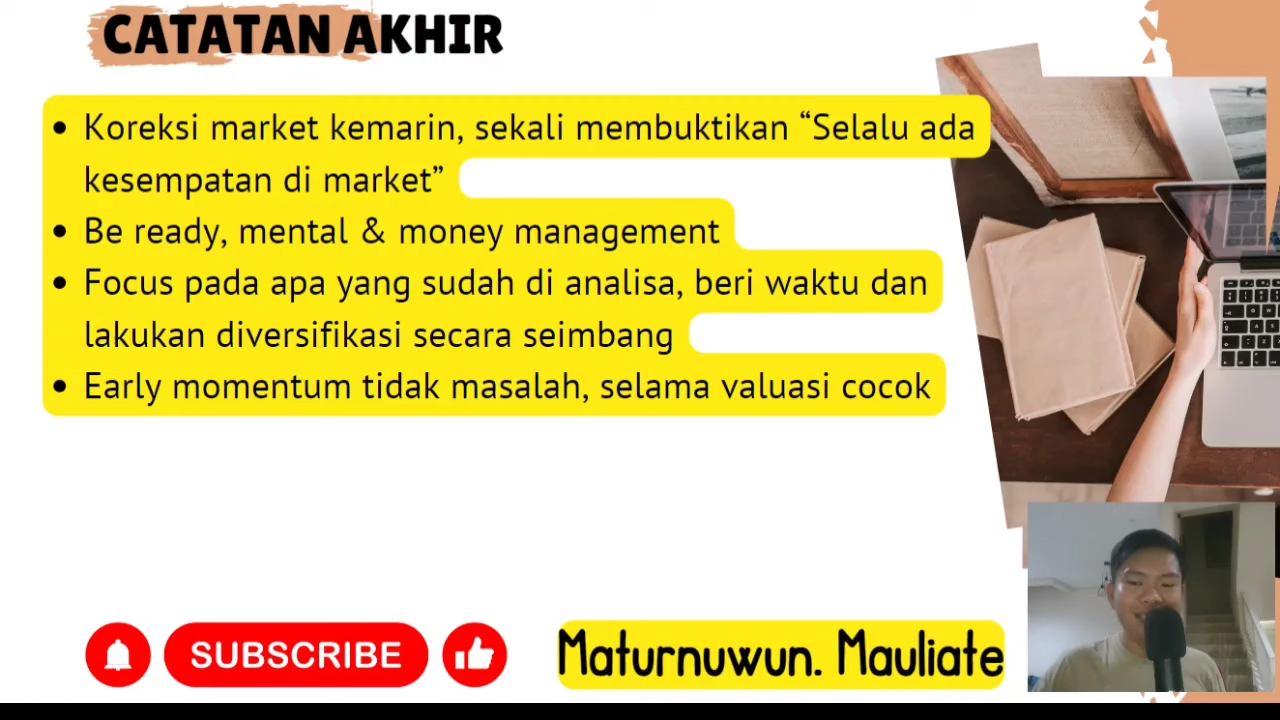 CATATAN AKHIR
• Koreksi market kemarin, sekali membuktikan “Selalu ada
kesempatan di market”
• Be ready, mental & money management
• Focus pada apa yang sudah di analisa, beri waktu dan
lakukan diversifikasi secara seimbang
• Early momentum tidak masalah, selama valuasi cocok
SUBSCRIBE
Maturnuwun. Mauliate